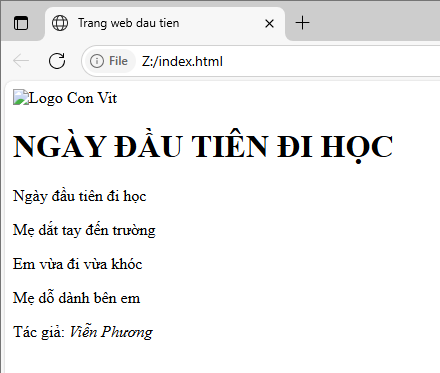 Trang web dau tien
File
Z:/index.html
Logo Con Vit
NGÀY ĐẦU TIÊN ĐI HỌC
Ngày đầu tiên đi học
Mẹ dắt tay đến trường
Em vừa đi vừa khóc
Mẹ dỗ dành bên em
Tác giả: Viễn Phương